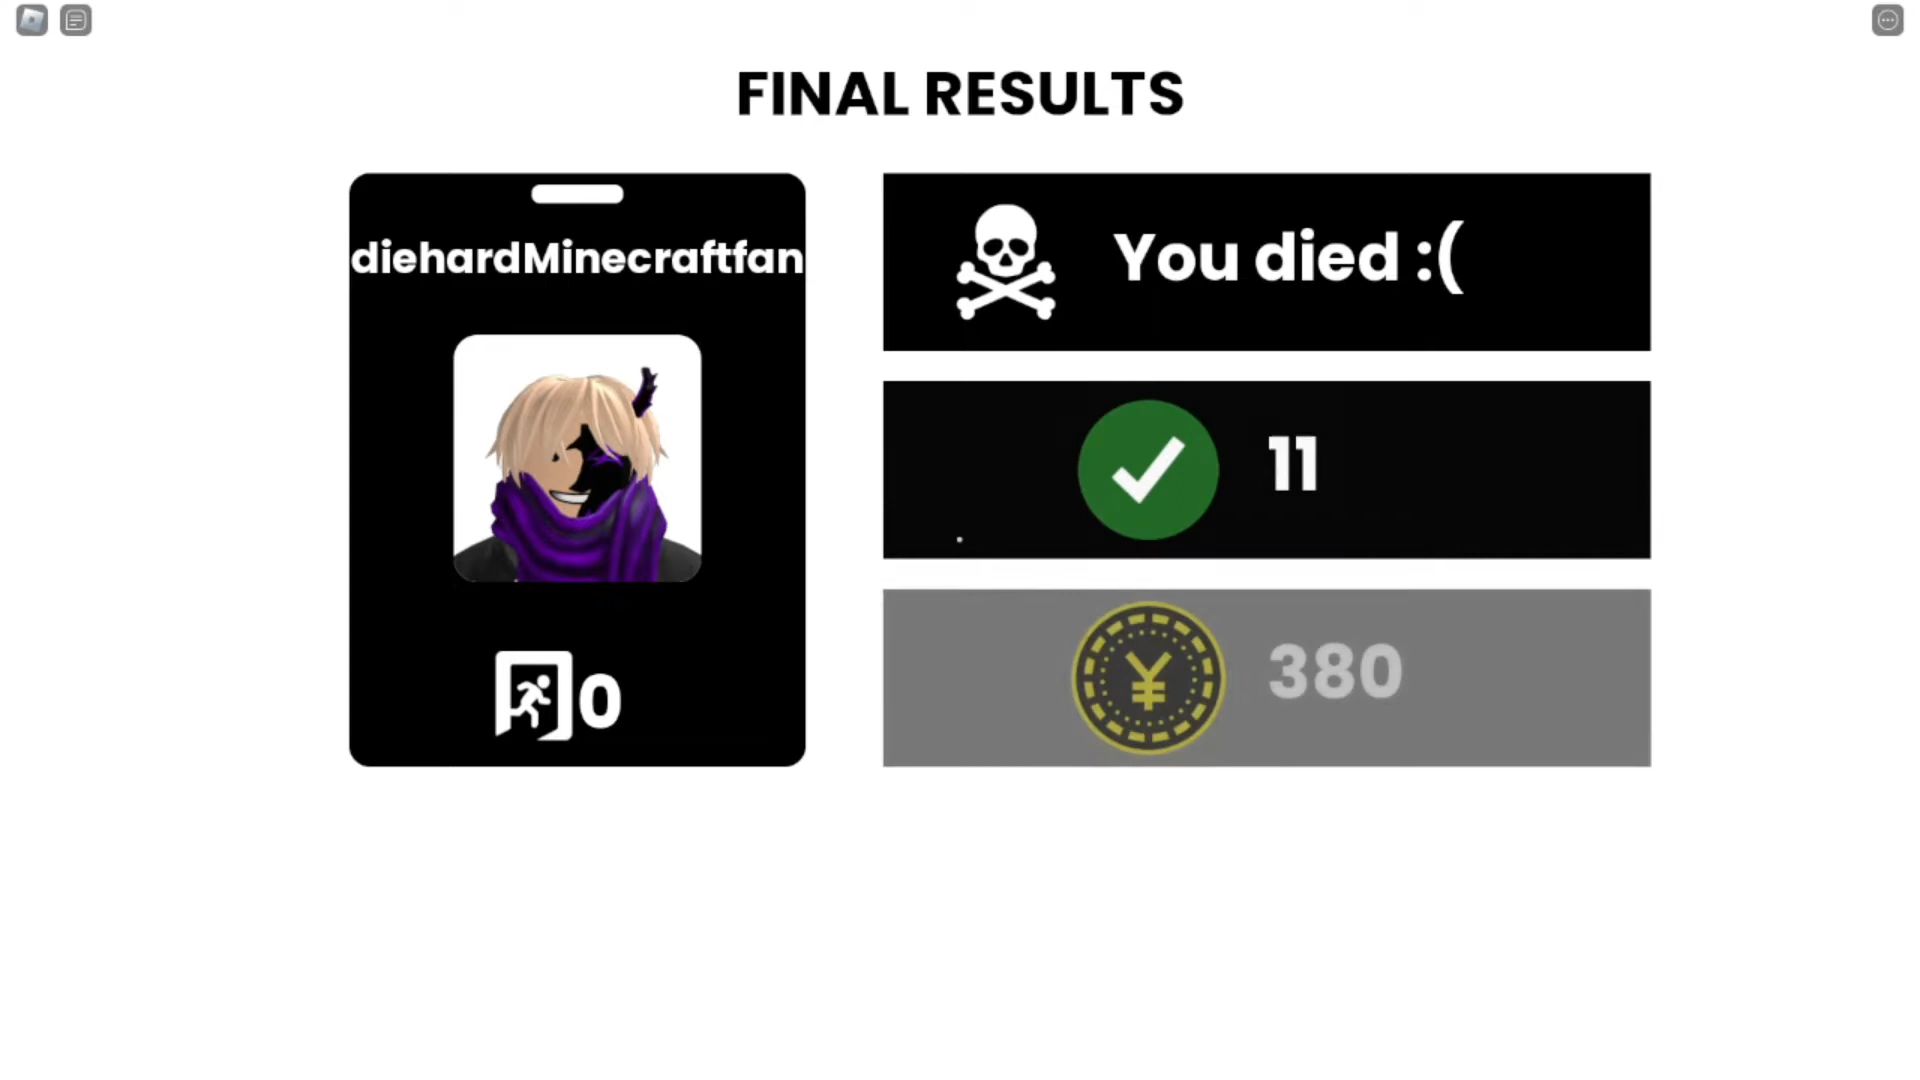 FINAL RESULTS
diehardMinecraftfan
You died :(
11
¥ 380
0